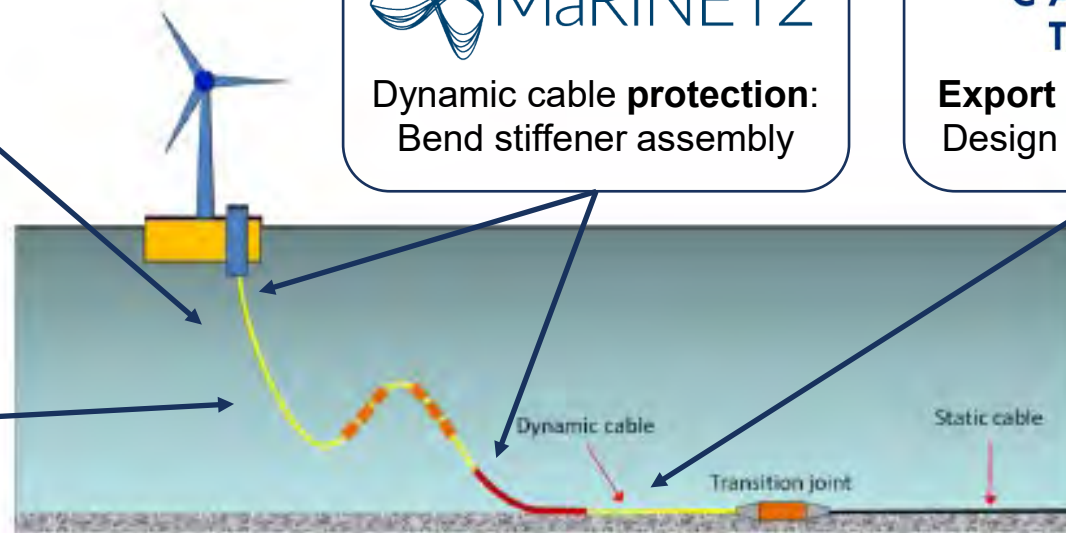 MaRINET2
Dynamic cable protection:
Bend stiffener assembly
Export
Design
Dynamic cable
Static cable
Transition joint